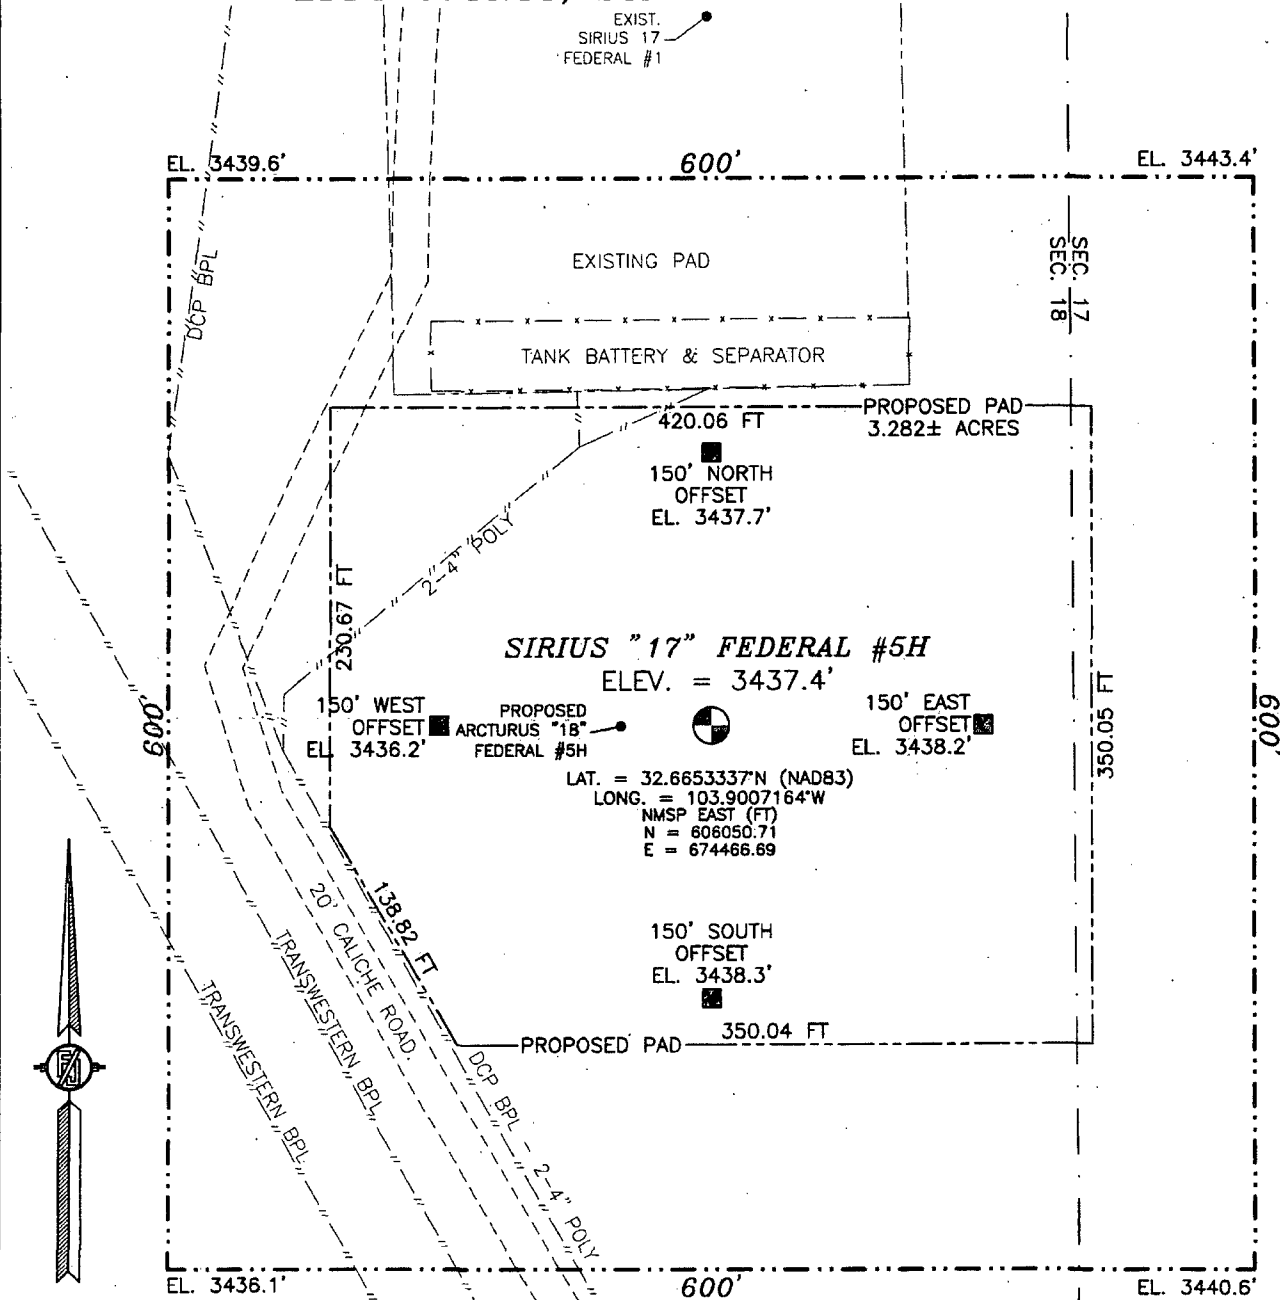 EXIST.
SIRIUS 17
FEDERAL #1
EL. 3439.6'
600'
EL. 3443.4'
DCP BPL
EXISTING PAD
SEC. 17
SEC. 18
TANK BATTERY & SEPARATOR
PROPOSED PAD
3.282± ACRES
420.06 FT
150' NORTH
OFFSET
EL. 3437.7'
2-4" POLY
230.67 FT
SIRIUS "17" FEDERAL #5H
ELEV. = 3437.4'
150' WEST
OFFSET
EL. 3436.2'
PROPOSED
ARCTURUS "18"
FEDERAL #5H
150' EAST
OFFSET
EL. 3438.2'
350.05 FT
600'
600'
LAT. = 32.6653337°N (NAD83)
LONG. = 103.9007164°W
NMSP EAST (FT)
N = 606050.71
E = 674466.69
138.82 FT
20' CALICHE ROAD
TRANSWESTERN BPL
TRANSWESTERN BPL
150' SOUTH
OFFSET
EL. 3438.3'
350.04 FT
PROPOSED PAD
DCP BPL - 2-4" POLY
EL. 3436.1'
600'
EL. 3440.6'